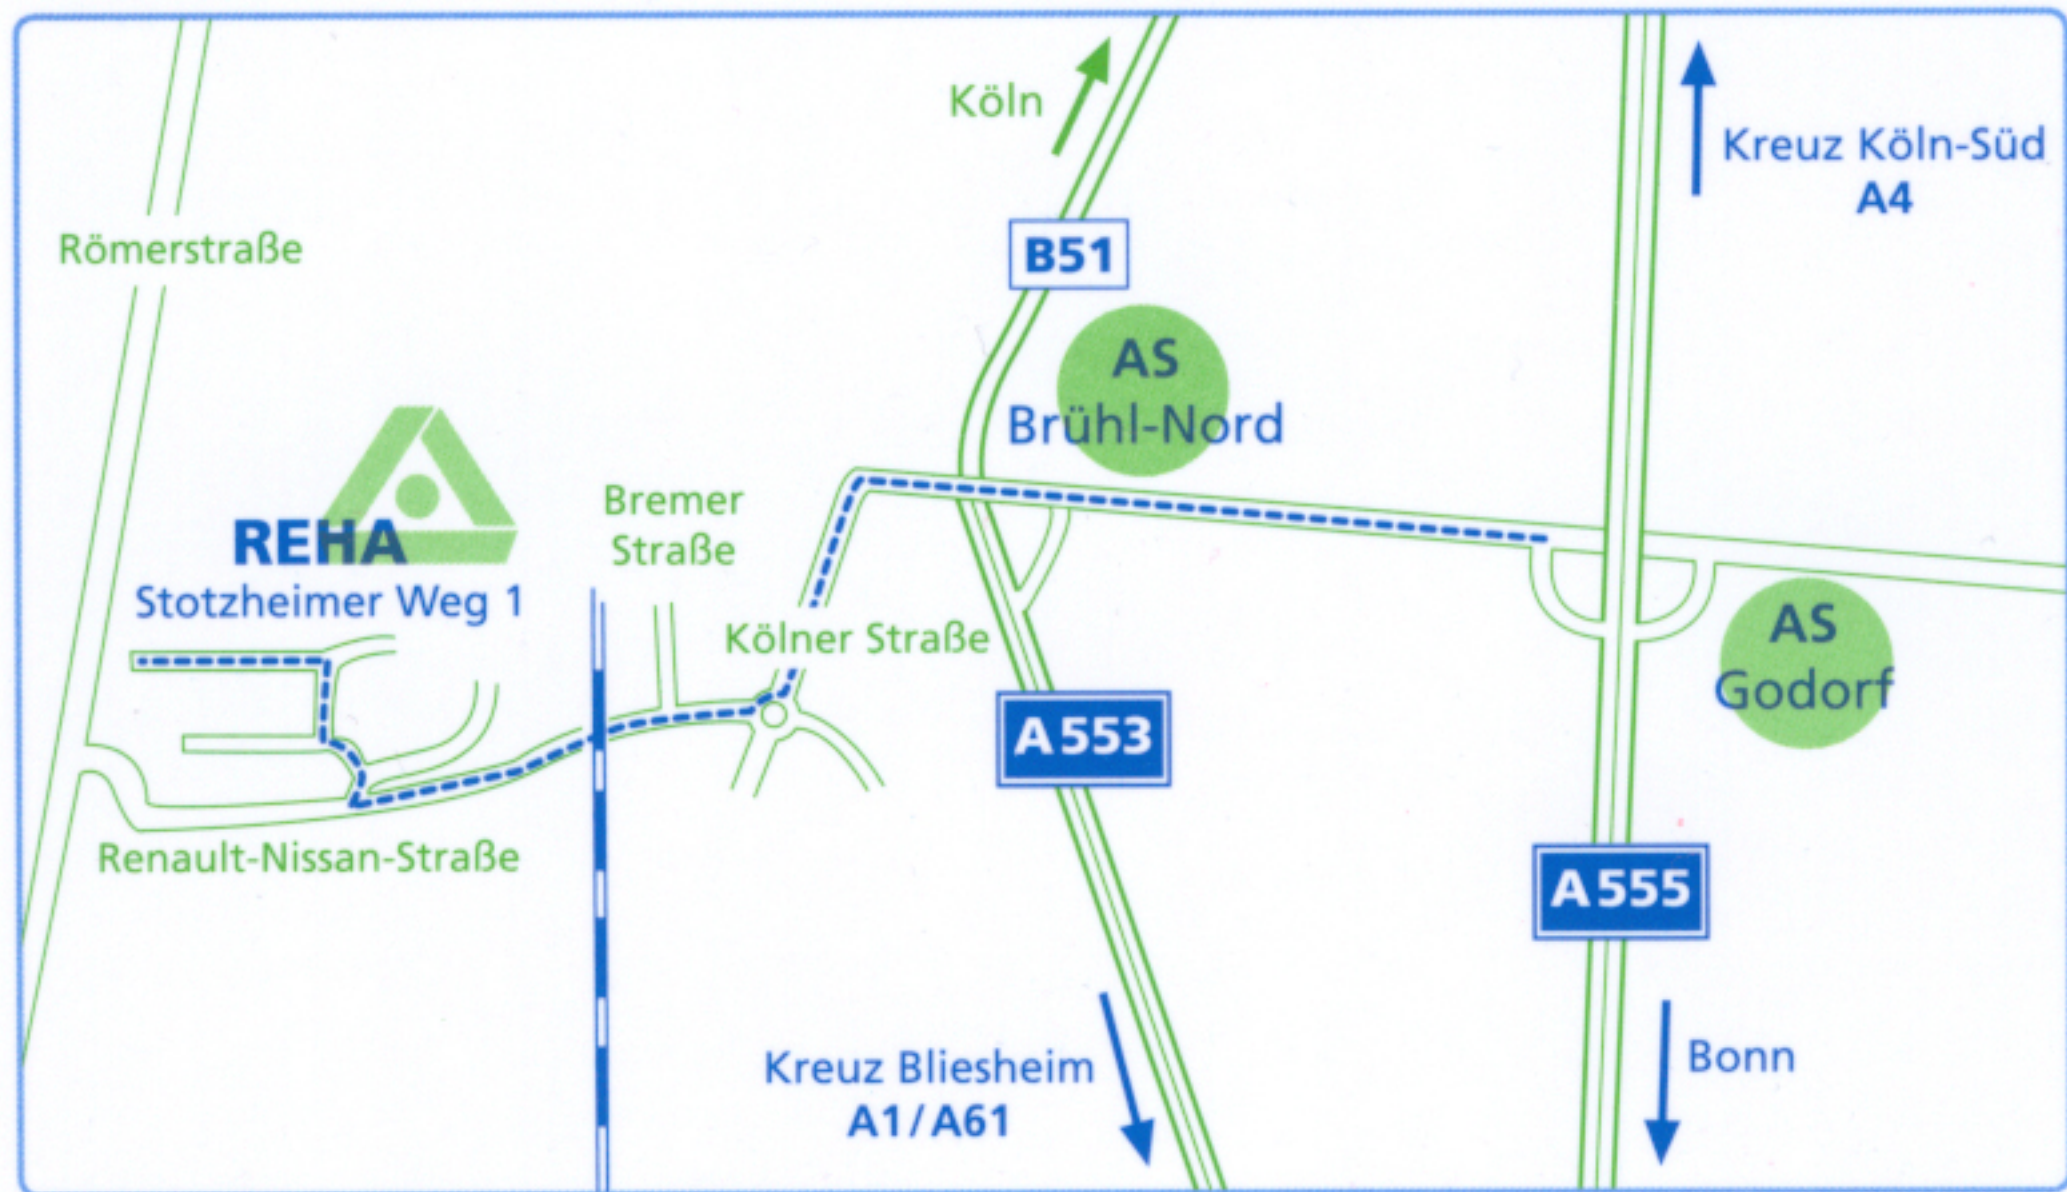 Köln
Kreuz Köln-Süd
A4
Römerstraße
B51
AS
Brühl-Nord
Bremer
Straße
REHA
Stotzheimer Weg 1
Kölner Straße
AS
Godorf
A553
Renault-Nissan-Straße
A555
Kreuz Bliesheim
A1/A61
Bonn